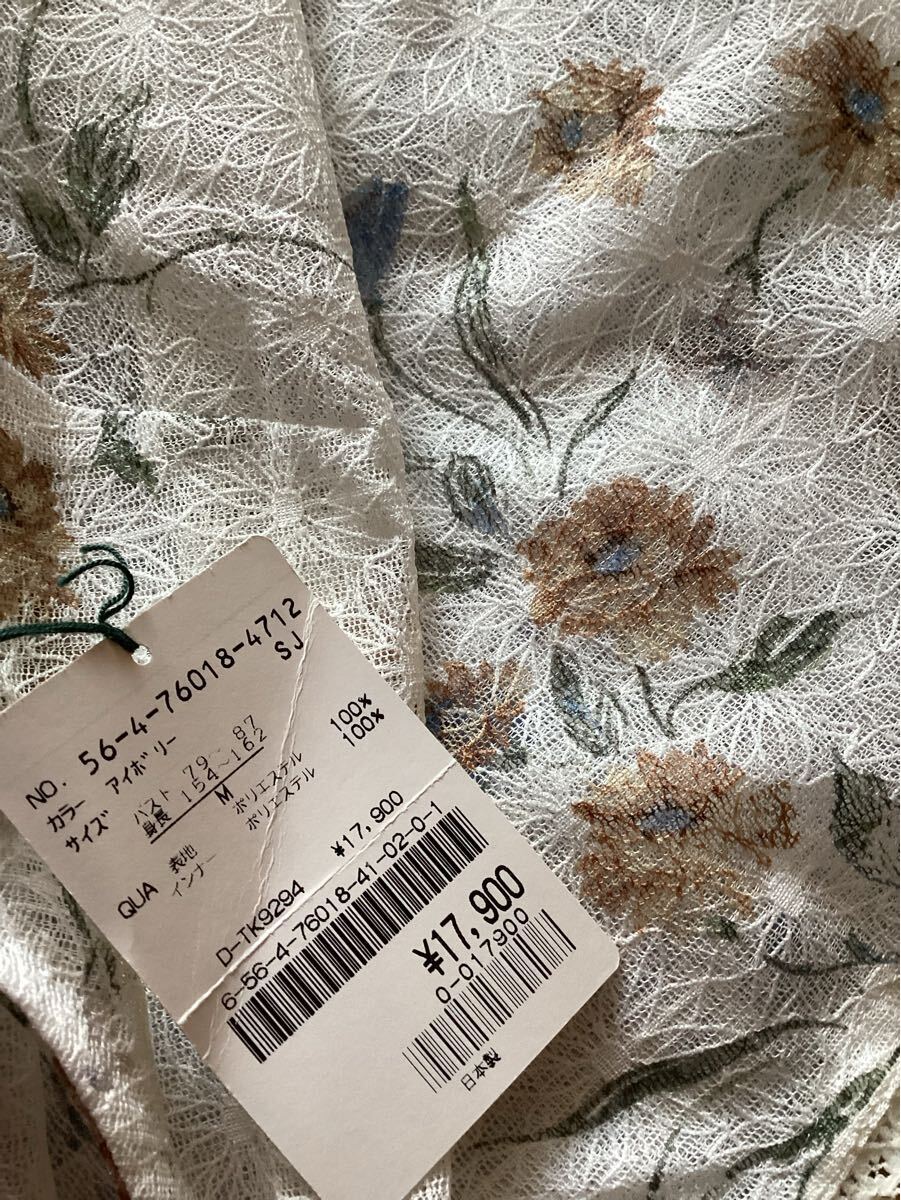 NO. 56-4-76018-4712
SJ
カラー アイボリー
サイズ バスト 79~87
身長 154~162
M
QUA 表地 ポリエステル 100%
インナー ポリエステル 100%
D-TK9294 ¥17,900
6-56-4-76018-41-02-0-1
¥17,900
0-017900
日本製